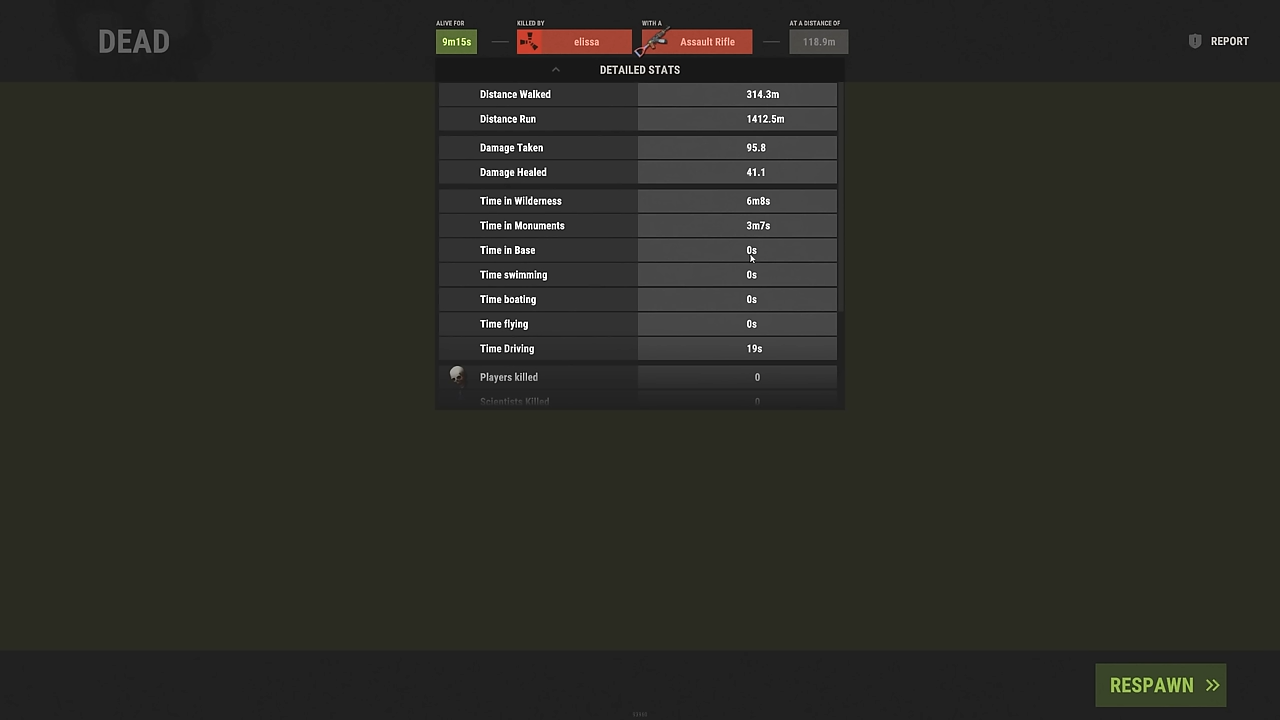 DEAD
ALIVE FOR
9m15s
KILLED BY
elissa
WITH A
Assault Rifle
AT A DISTANCE OF
118.9m
REPORT
DETAILED STATS
Distance Walked 314.3m
Distance Run 1412.5m
Damage Taken 95.8
Damage Healed 41.1
Time in Wilderness 6m8s
Time in Monuments 3m7s
Time in Base 0s
Time swimming 0s
Time boating 0s
Time flying 0s
Time Driving 19s
Players killed 0
Scientists Killed 0
RESPAWN